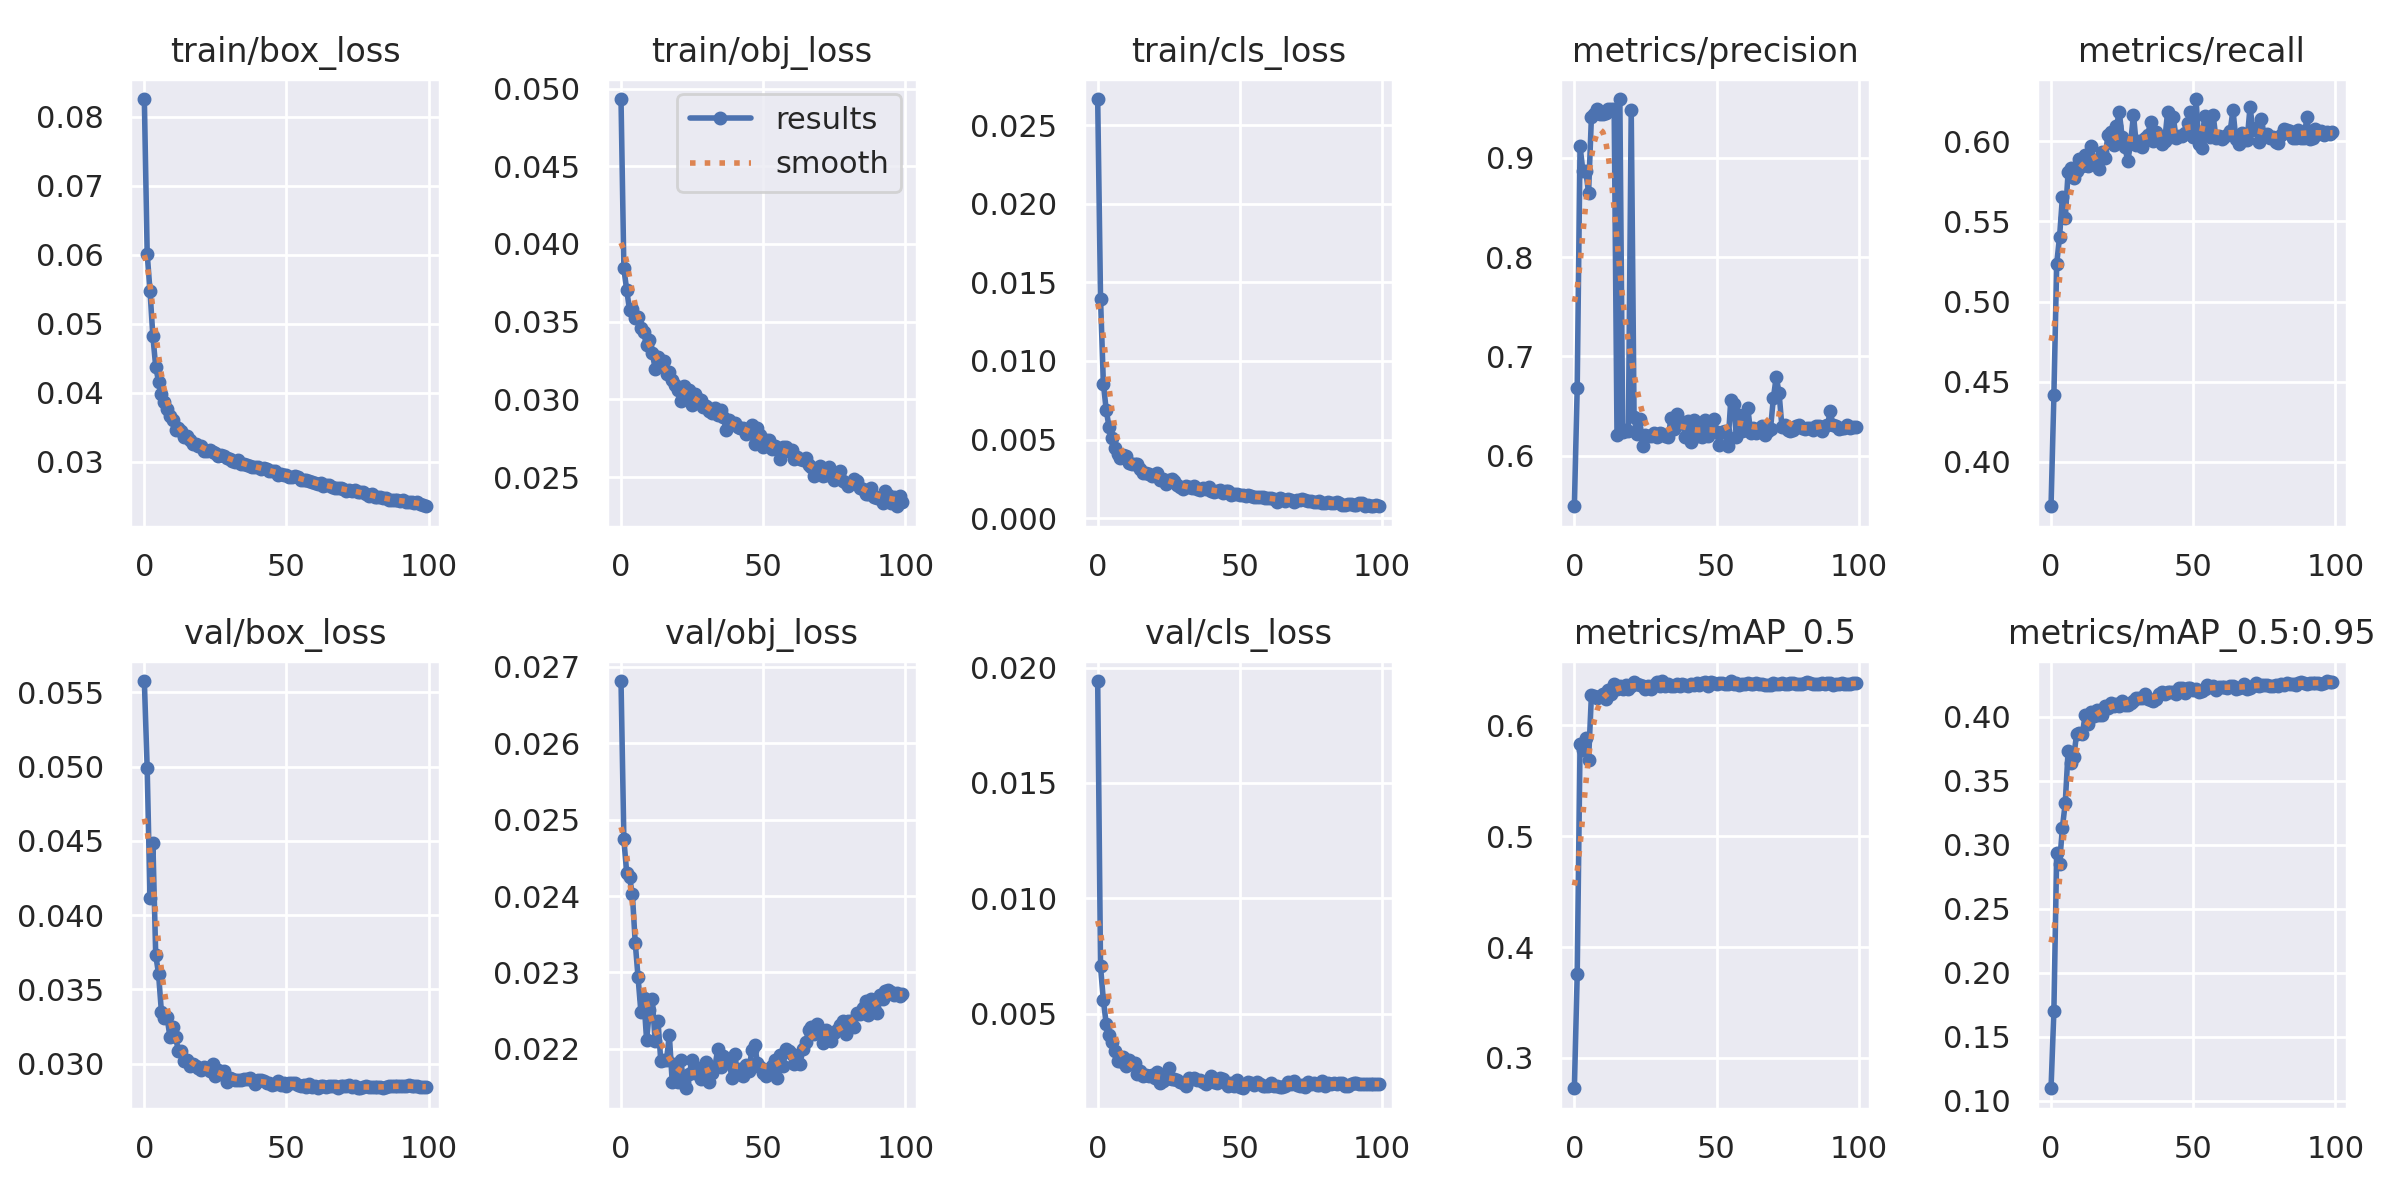 train/box_loss
0.08
0.07
0.06
0.05
0.04
0.03
0 50 100
train/obj_loss
results
smooth
0.050
0.045
0.040
0.035
0.030
0.025
0 50 100
train/cls_loss
0.025
0.020
0.015
0.010
0.005
0.000
0 50 100
metrics/precision
0.9
0.8
0.7
0.6
0 50 100
metrics/recall
0.60
0.55
0.50
0.45
0.40
0 50 100
val/box_loss
0.055
0.050
0.045
0.040
0.035
0.030
0 50 100
val/obj_loss
0.027
0.026
0.025
0.024
0.023
0.022
0 50 100
val/cls_loss
0.020
0.015
0.010
0.005
0 50 100
metrics/mAP_0.5
0.6
0.5
0.4
0.3
0 50 100
metrics/mAP_0.5:0.95
0.40
0.35
0.30
0.25
0.20
0.15
0.10
0 50 100